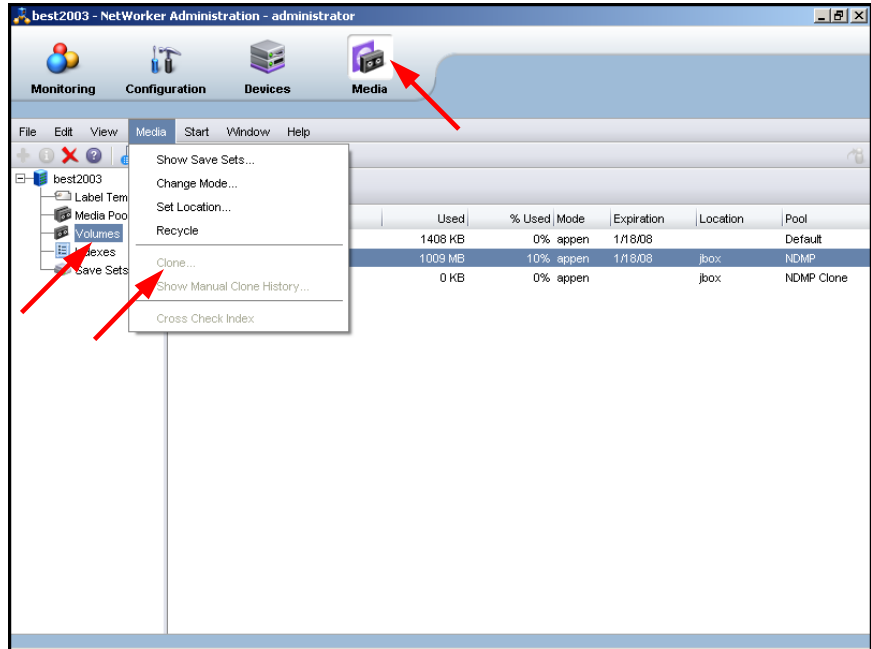 best2003 - NetWorker Administration - administrator
Monitoring Configuration Devices Media
File Edit View Media Start Window Help
Show Save Sets...
Change Mode...
Set Location...
Recycle
Clone...
Show Manual Clone History...
Cross Check Index
best2003
Label Tem
Media Poo
Volumes
Indexes
Save Sets
Used % Used Mode Expiration Location Pool
1408 KB 0% appen 1/18/08 Default
1009 MB 10% appen 1/18/08 jbox NDMP
0 KB 0% appen jbox NDMP Clone